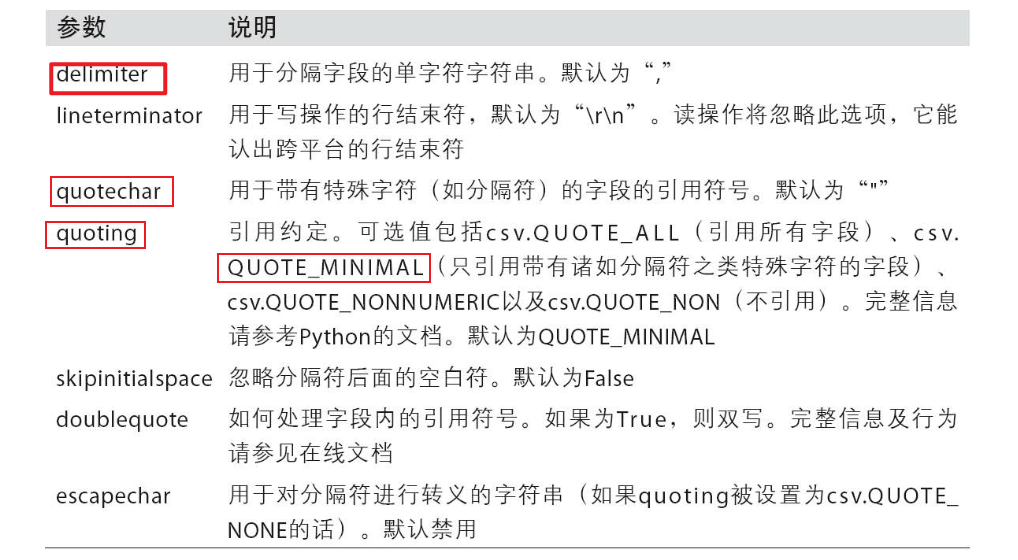 参数 说明
delimiter 用于分隔字段的单字符字符串。默认为“,”
lineterminator 用于写操作的行结束符，默认为“\r\n”。读操作将忽略此选项，它能
认出跨平台的行结束符
quotechar 用于带有特殊字符（如分隔符）的字段的引用符号。默认为“"”
quoting 引用约定。可选值包括csv.QUOTE_ALL（引用所有字段）、csv.
QUOTE_MINIMAL（只引用带有诸如分隔符之类特殊字符的字段）、
csv.QUOTE_NONNUMERIC以及csv.QUOTE_NON（不引用）。完整信息
请参考Python的文档。默认为QUOTE_MINIMAL
skipinitialspace 忽略分隔符后面的空白符。默认为False
doublequote 如何处理字段内的引用符号。如果为True，则双写。完整信息及行为
请参见在线文档
escapechar 用于对分隔符进行转义的字符串（如果quoting被设置为csv.QUOTE_
NONE的话）。默认禁用